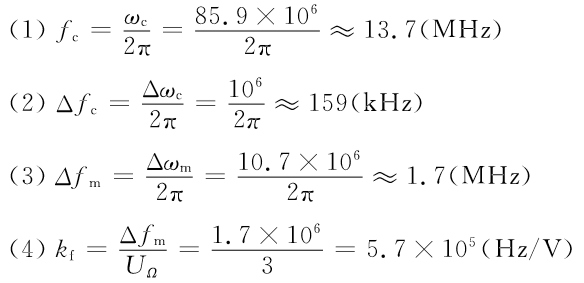 (1) f_c = ω_c/2π = 85.9×10^6/2π ≈ 13.7(MHz)
(2) Δf_c = Δω_c/2π = 10^6/2π ≈ 159(kHz)
(3) Δf_m = Δω_m/2π = 10.7×10^6/2π ≈ 1.7(MHz)
(4) k_f = Δf_m/U_Ω = 1.7×10^6/3 = 5.7×10^5(Hz/V)